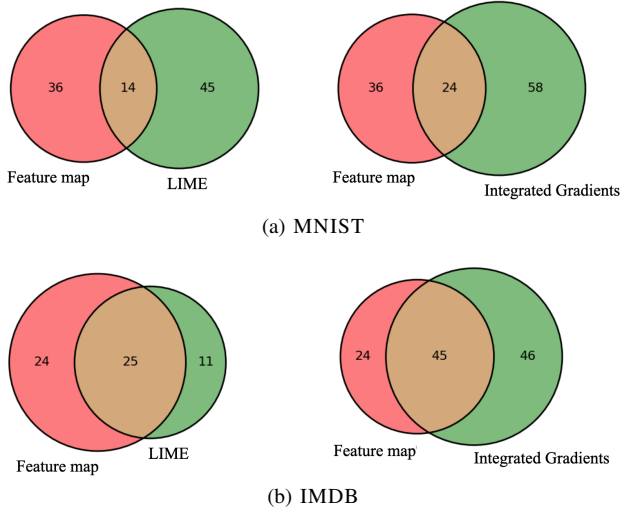 36 14 45
Feature map
LIME
36 24 58
Feature map
Integrated Gradients
(a) MNIST
24 25 11
Feature map
LIME
24 45 46
Feature map
Integrated Gradients
(b) IMDB